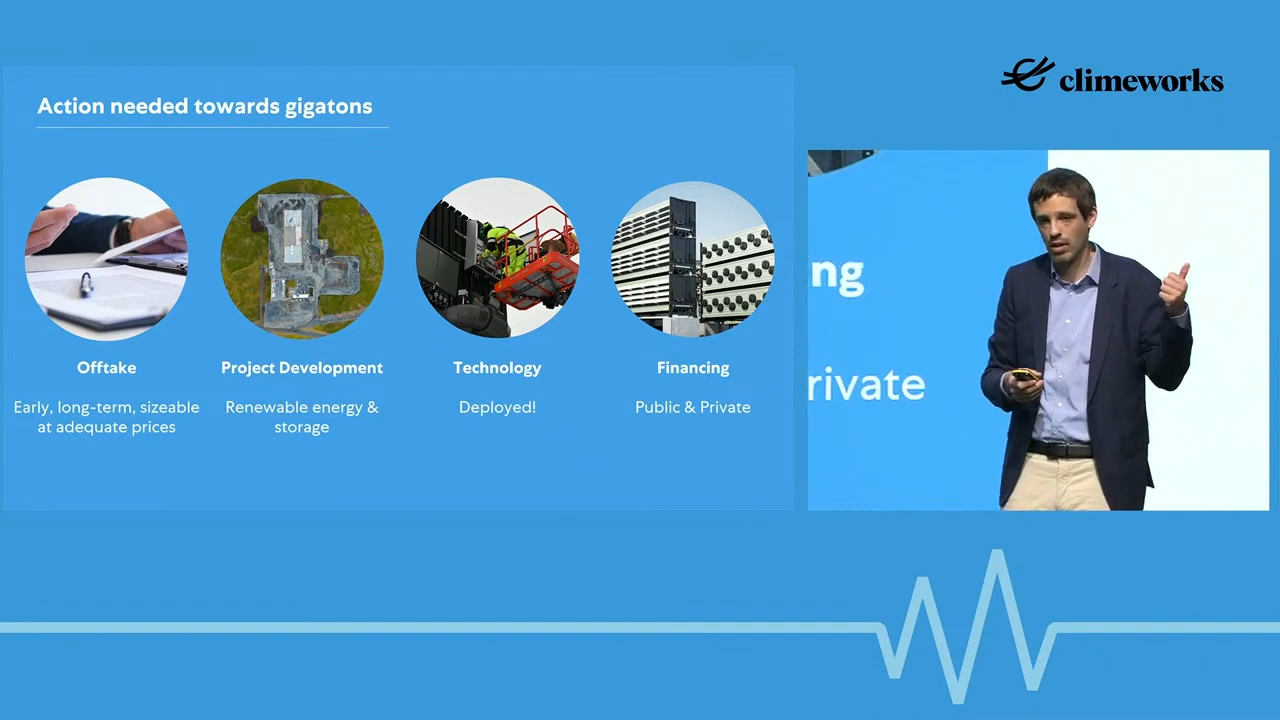 climeworks
Action needed towards gigatons
Offtake
Early, long-term, sizeable
at adequate prices
Project Development
Renewable energy &
storage
Technology
Deployed!
Financing
Public & Private
ng
rivate